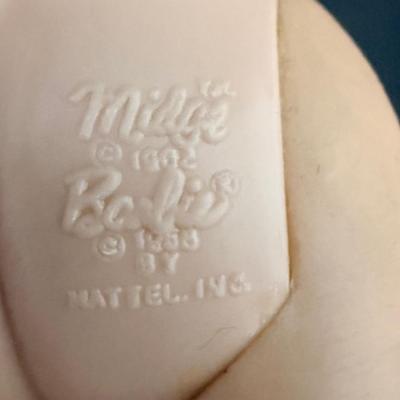 Midge T.M.
© 1962
Barbie ®
© 1958
BY
MATTEL, INC.